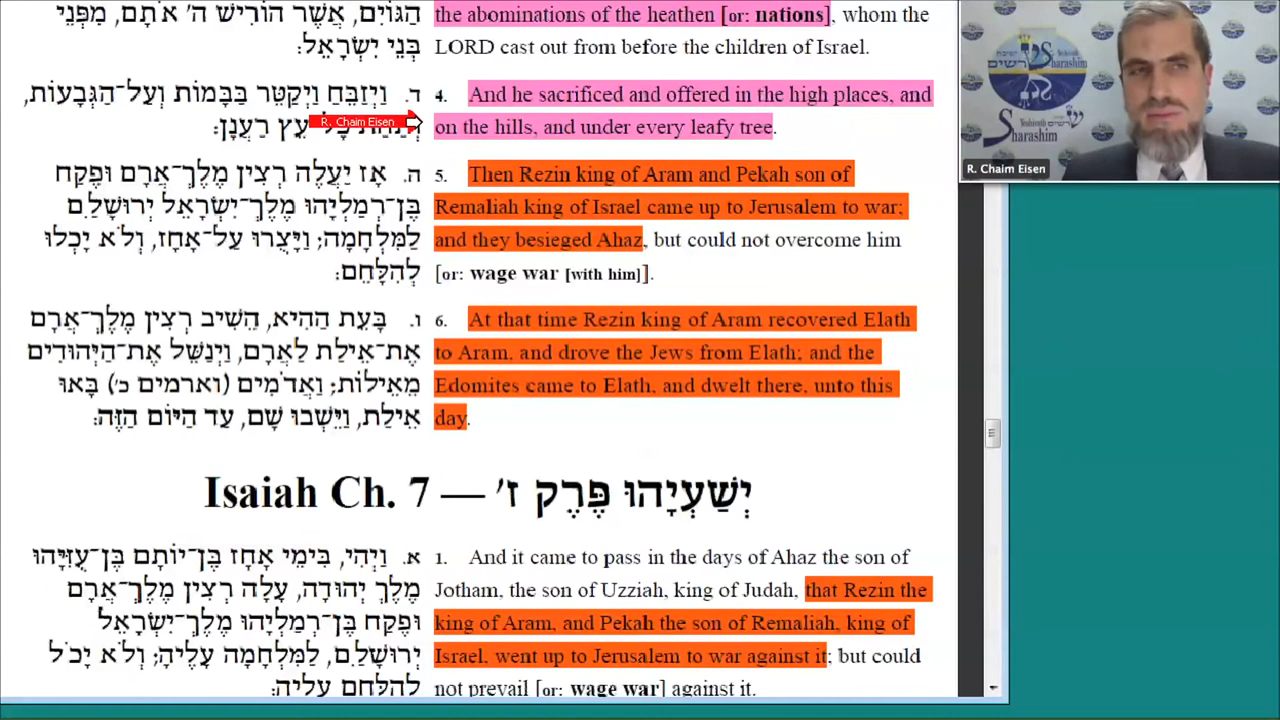 הַגּוֹיִם, אֲשֶׁר הוֹרִישׁ ה׳ אֹתָם, מִפְּנֵי
בְּנֵי יִשְׂרָאֵל:
the abominations of the heathen [or: nations], whom the
LORD cast out from before the children of Israel.
ד. וַיְזַבֵּחַ וַיְקַטֵּר בַּבָּמוֹת וְעַל־הַגְּבָעוֹת,
וְתַחַת כָּל עֵץ רַעֲנָן:
R. Chaim Eisen
4. And he sacrificed and offered in the high places, and
on the hills, and under every leafy tree.
ה. אָז יַעֲלֶה רְצִין מֶלֶךְ־אֲרָם וּפֶקַח
בֶּן־רְמַלְיָהוּ מֶלֶךְ־יִשְׂרָאֵל יְרוּשָׁלִַם
לַמִּלְחָמָה; וַיָּצֻרוּ עַל־אָחָז, וְלֹא יָכְלוּ
לְהִלָּחֵם:
5. Then Rezin king of Aram and Pekah son of
Remaliah king of Israel came up to Jerusalem to war;
and they besieged Ahaz, but could not overcome him
[or: wage war [with him]].
ו. בָּעֵת הַהִיא, הֵשִׁיב רְצִין מֶלֶךְ־אֲרָם
אֶת־אֵילַת לַאֲרָם, וַיְנַשֵּׁל אֶת־הַיְּהוּדִים
מֵאֵילוֹת; וַאֲדֹמִים (וארמים כ׳) בָּאוּ
אֵילַת, וַיֵּשְׁבוּ שָׁם, עַד הַיּוֹם הַזֶּה:
6. At that time Rezin king of Aram recovered Elath
to Aram, and drove the Jews from Elath; and the
Edomites came to Elath, and dwelt there, unto this
day.
Isaiah Ch. 7 — יְשַׁעְיָהוּ פֶּרֶק ז׳
א. וַיְהִי, בִּימֵי אָחָז בֶּן־יוֹתָם בֶּן־עֻזִּיָּהוּ
מֶלֶךְ יְהוּדָה, עָלָה רְצִין מֶלֶךְ־אֲרָם
וּפֶקַח בֶּן־רְמַלְיָהוּ מֶלֶךְ־יִשְׂרָאֵל
יְרוּשָׁלִַם, לַמִּלְחָמָה עָלֶיהָ; וְלֹא יָכֹל
לְהִלָּחֵם עָלֶיהָ:
1. And it came to pass in the days of Ahaz the son of
Jotham, the son of Uzziah, king of Judah, that Rezin the
king of Aram, and Pekah the son of Remaliah, king of
Israel, went up to Jerusalem to war against it; but could
not prevail [or: wage war] against it.
Sharashim
שרשים
Yeshivath
Sharashim
R. Chaim Eisen